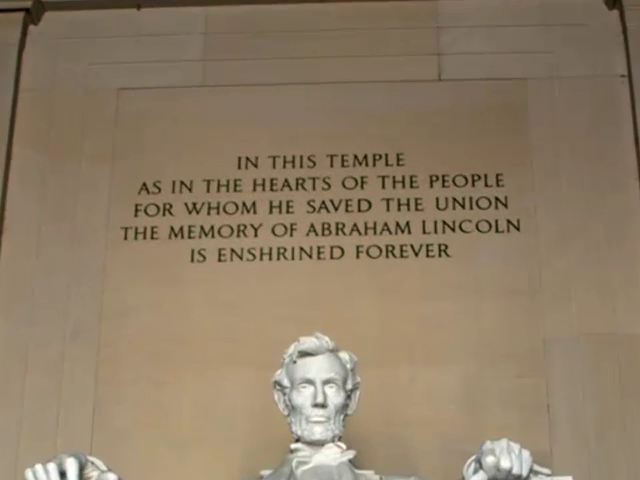 IN THIS TEMPLE
AS IN THE HEARTS OF THE PEOPLE
FOR WHOM HE SAVED THE UNION
THE MEMORY OF ABRAHAM LINCOLN
IS ENSHRINED FOREVER